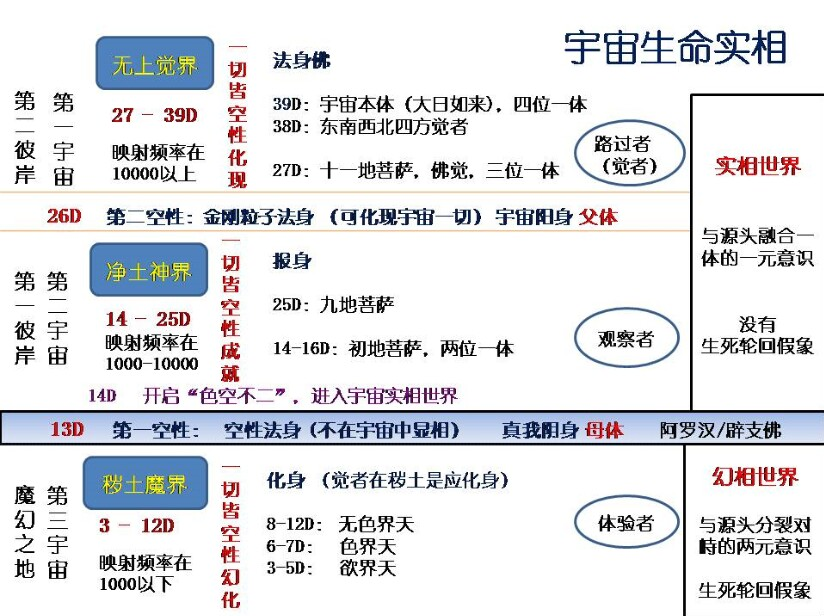 宇宙生命实相
第二彼岸
第一宇宙
无上觉界
27 - 39D
映射频率在
10000以上
一切皆空性化现
法身佛
39D：宇宙本体（大日如来），四位一体
38D：东南西北四方觉者
27D：十一地菩萨，佛觉，三位一体
路过者
（觉者）
26D 第二空性：金刚粒子法身 （可化现宇宙一切） 宇宙阳身 父体
实相世界
与源头融合一
体的一元意识
没有
生死轮回假象
第一彼岸
第二宇宙
净土神界
14 - 25D
映射频率在
1000-10000
一切皆空性成就
报身
25D：九地菩萨
14-16D：初地菩萨，两位一体
观察者
14D 开启“色空不二”，进入宇宙实相世界
13D 第一空性： 空性法身（不在宇宙中显相） 真我阴身 母体 阿罗汉/辟支佛
魔幻之地
第三宇宙
秽土魔界
3 - 12D
映射频率在
1000以下
一切皆空性幻化
化身 （觉者在秽土是应化身）
8-12D： 无色界天
6-7D： 色界天
3-5D： 欲界天
体验者
幻相世界
与源头分裂对
峙的两元意识
生死轮回假象